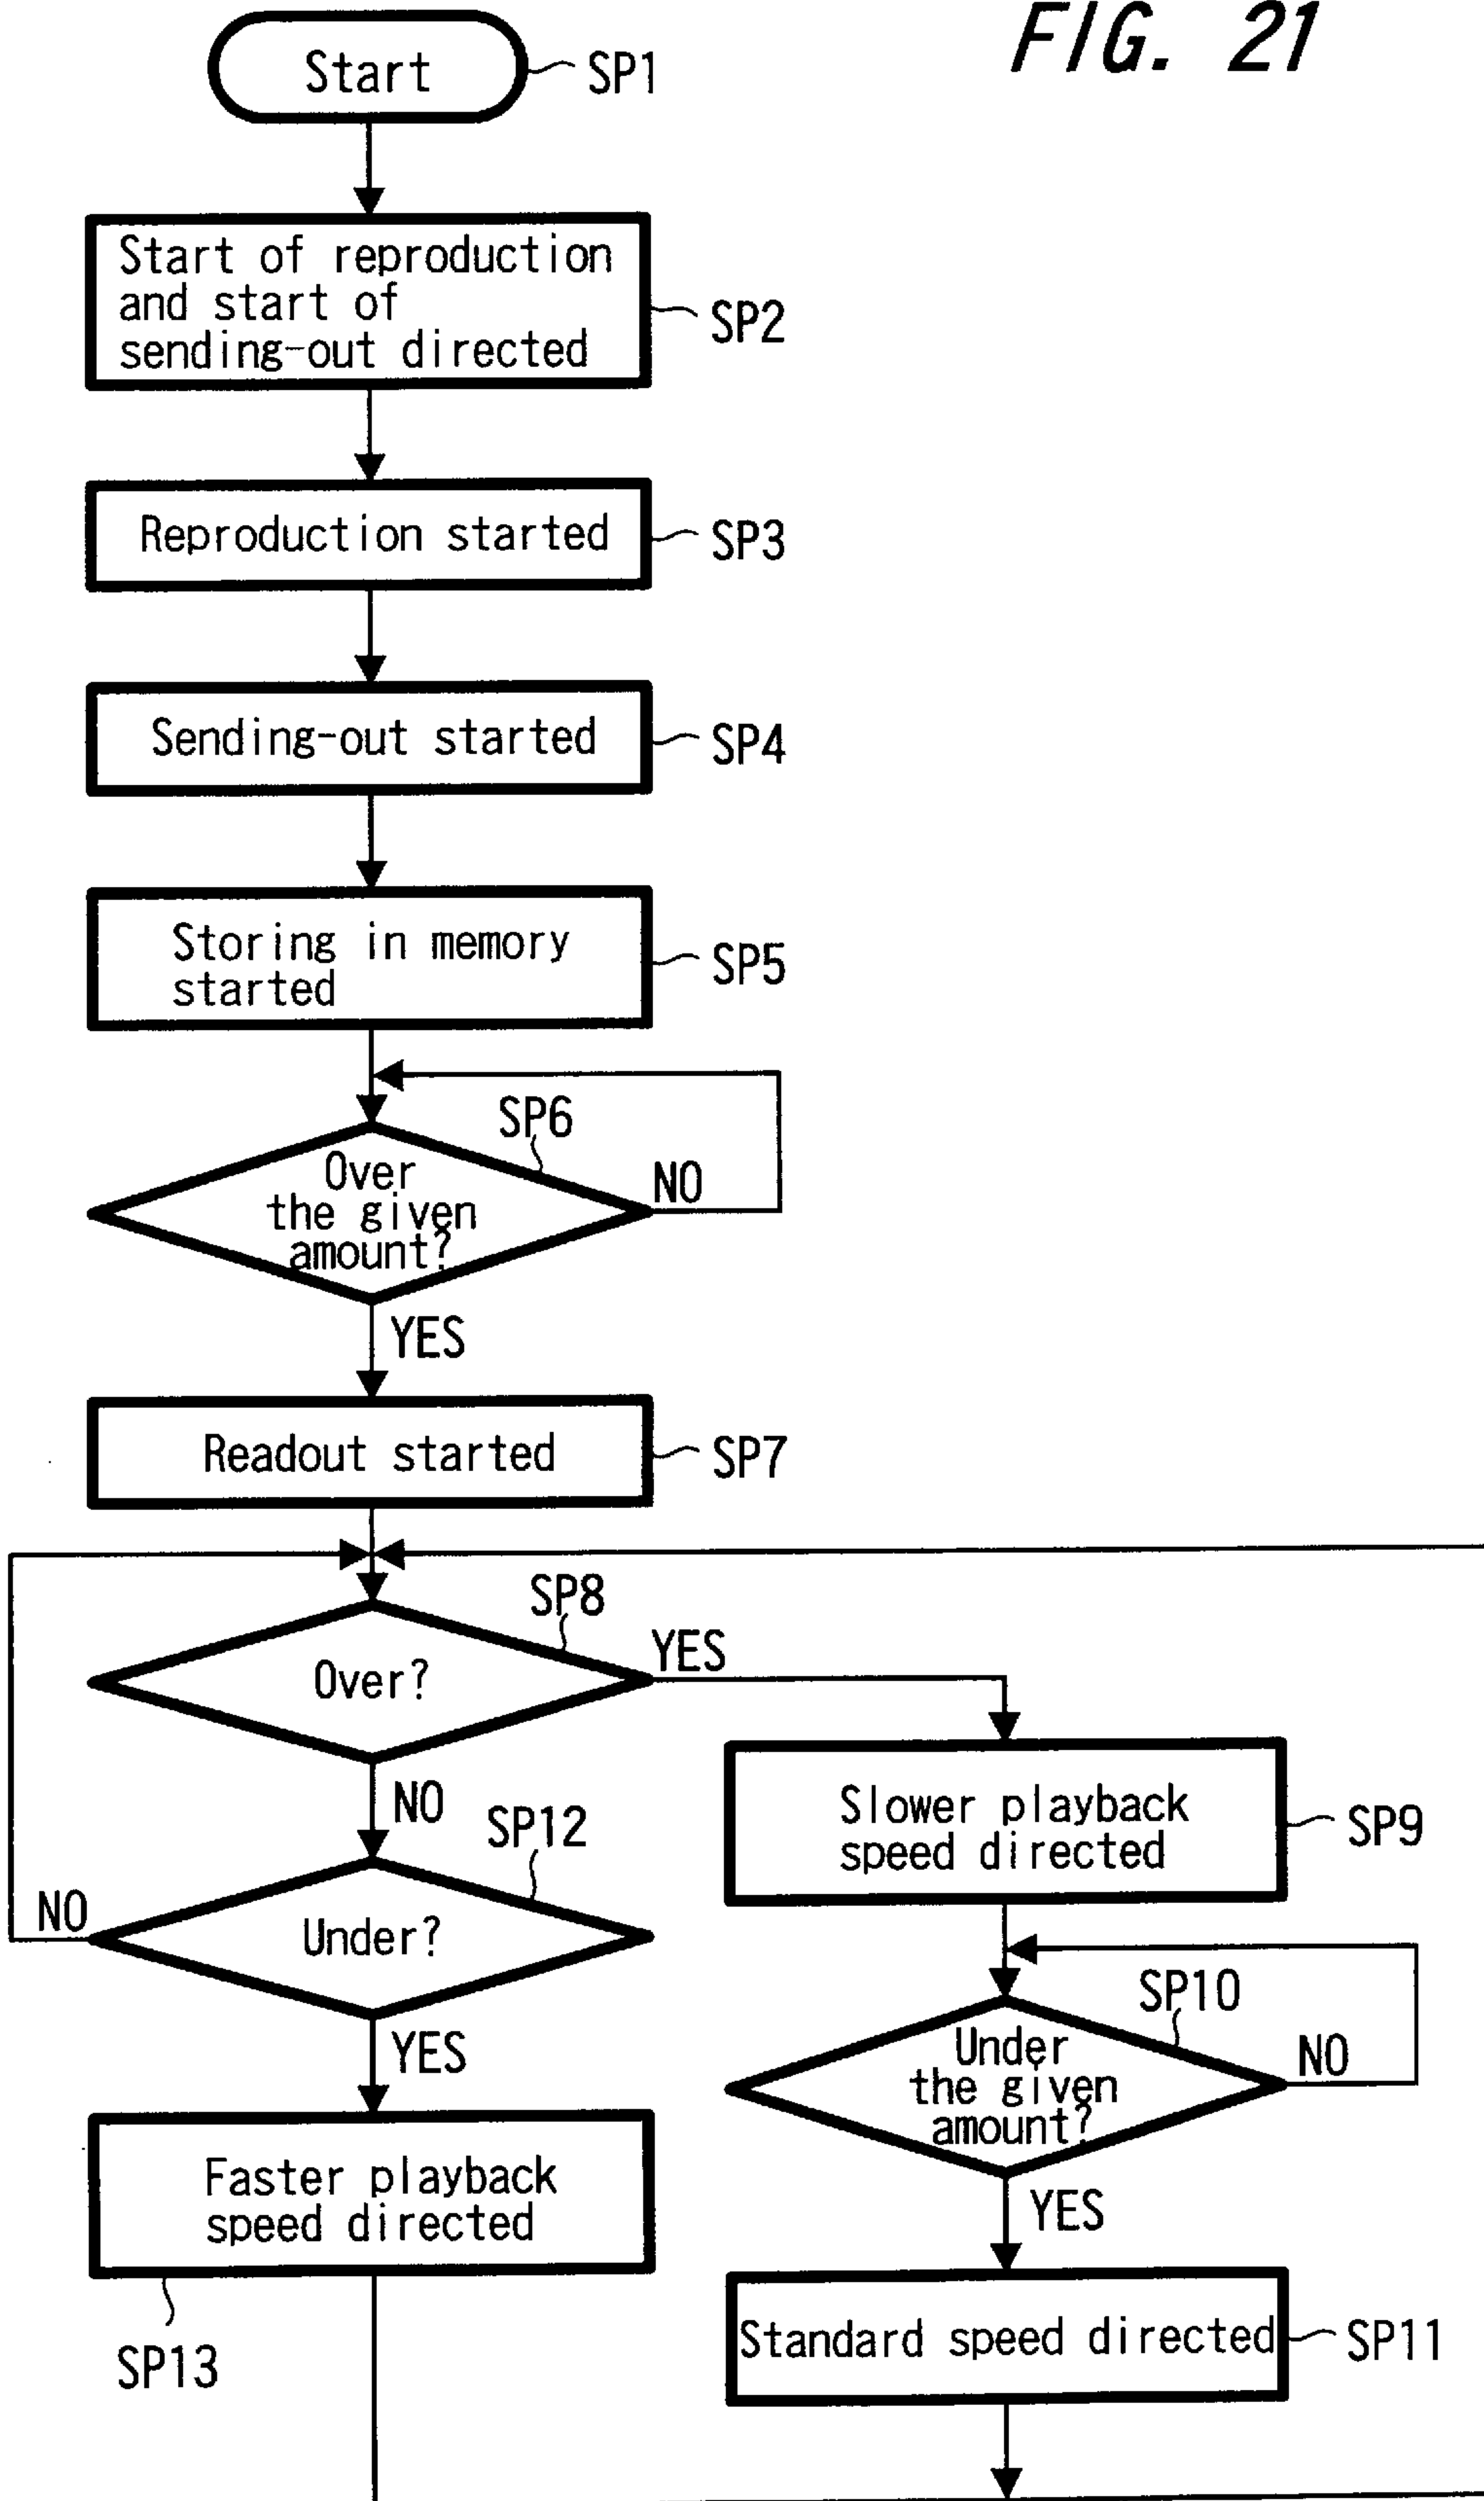 FIG. 21
Start
SP1
Start of reproduction
and start of
sending-out directed
SP2
Reproduction started
SP3
Sending-out started
SP4
Storing in memory
started
SP5
SP6
Over
the given
amount?
NO
YES
Readout started
SP7
SP8
Over?
YES
NO
Slower playback
speed directed
SP9
SP12
Under?
NO
YES
SP10
Under
the given
amount?
NO
YES
Faster playback
speed directed
SP13
Standard speed directed
SP11